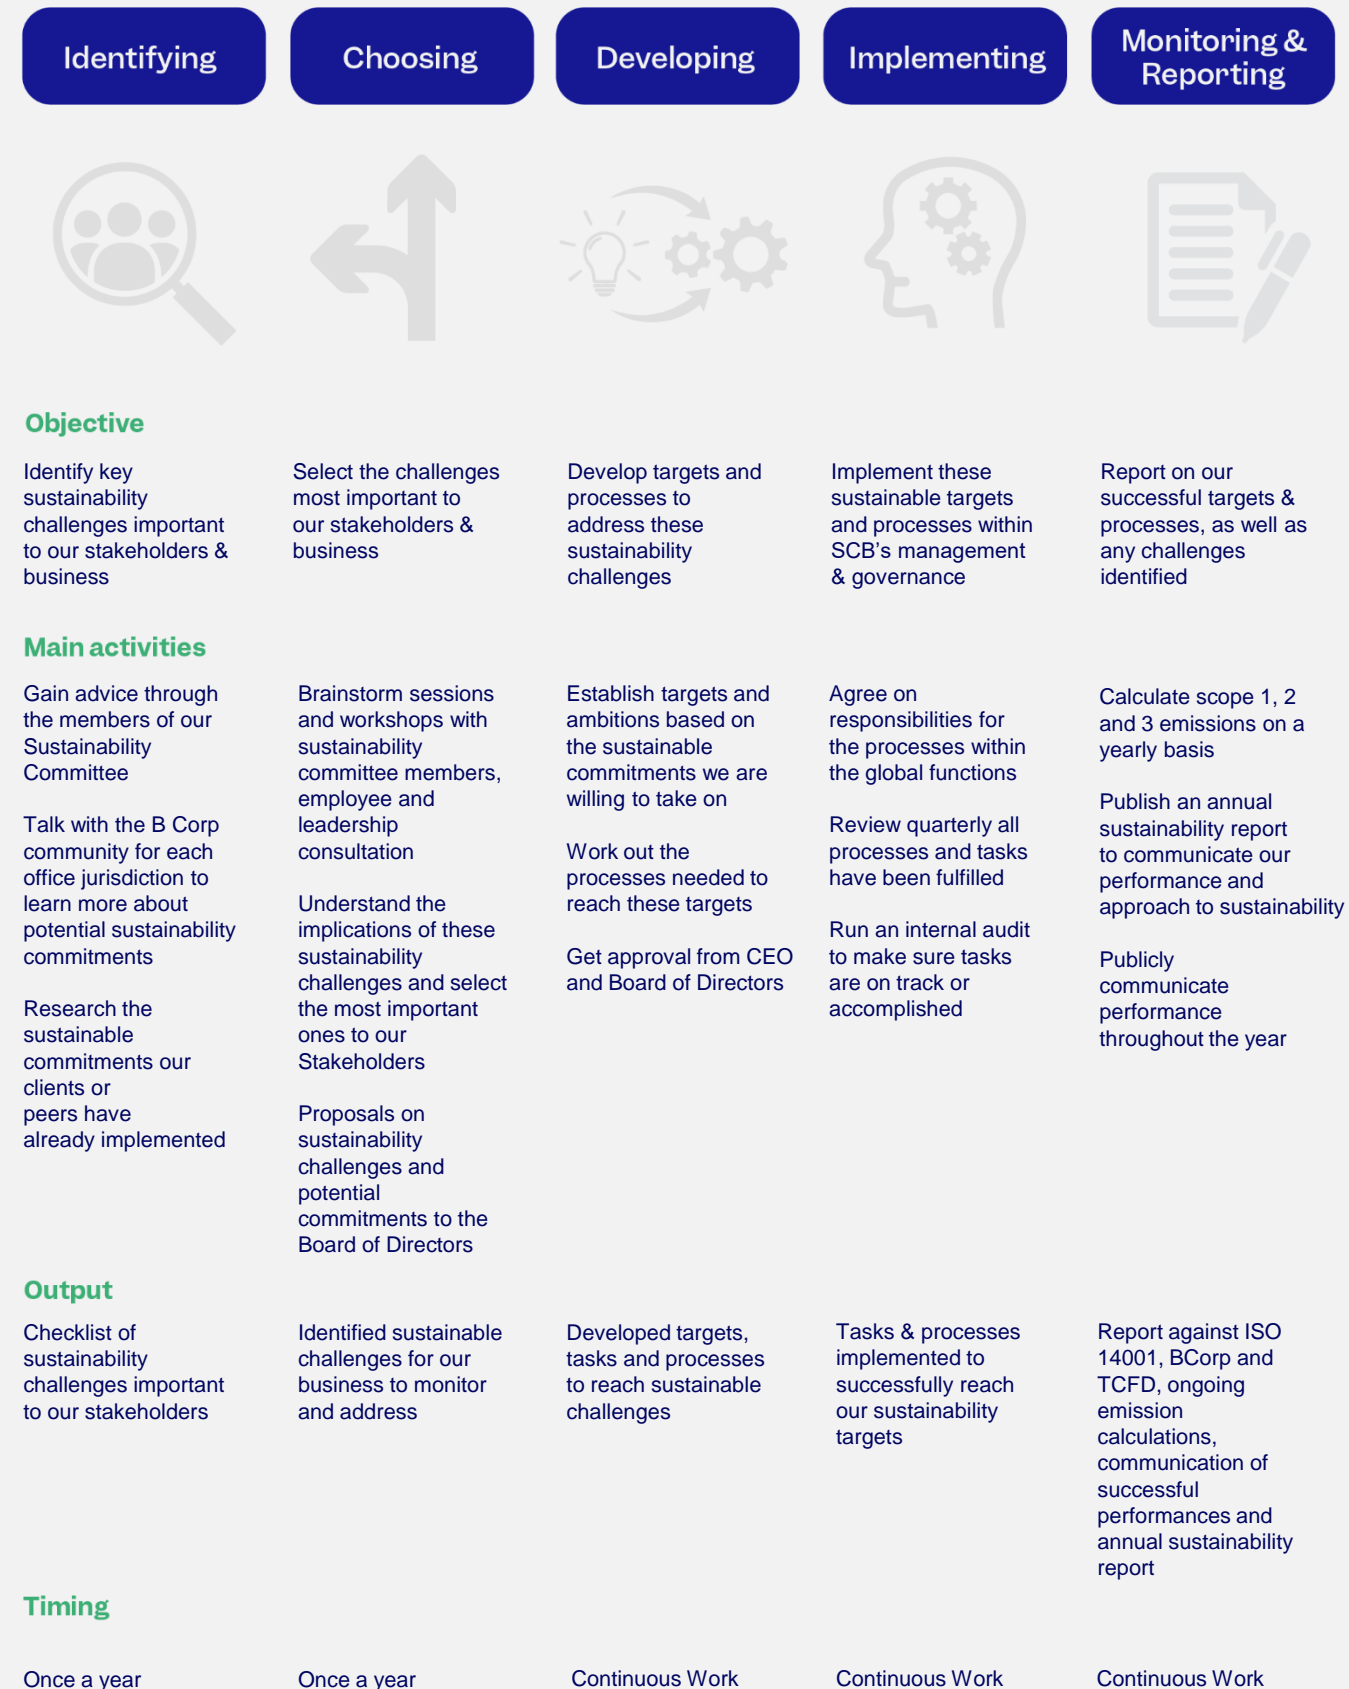 Identifying
Choosing
Developing
Implementing
Monitoring &
Reporting
Objective
Identify key
sustainability
challenges important
to our stakeholders &
business
Select the challenges
most important to
our stakeholders &
business
Develop targets and
processes to
address these
sustainability
challenges
Implement these
sustainable targets
and processes within
SCB's management
& governance
Report on our
successful targets &
processes, as well as
any challenges
identified
Main activities
Gain advice through
the members of our
Sustainability
Committee
Talk with the B Corp
community for each
office jurisdiction to
learn more about
potential sustainability
commitments
Research the
sustainable
commitments our
clients or
peers have
already implemented
Brainstorm sessions
and workshops with
sustainability
committee members,
employee and
leadership
consultation
Understand the
implications of these
sustainability
challenges and select
the most important
ones to our
Stakeholders
Proposals on
sustainability
challenges and
potential
commitments to the
Board of Directors
Establish targets and
ambitions based on
the sustainable
commitments we are
willing to take on
Work out the
processes needed to
reach these targets
Get approval from CEO
and Board of Directors
Agree on
responsibilities for
the processes within
the global functions
Review quarterly all
processes and tasks
have been fulfilled
Run an internal audit
to make sure tasks
are on track or
accomplished
Calculate scope 1, 2
and 3 emissions on a
yearly basis
Publish an annual
sustainability report
to communicate our
performance and
approach to sustainability
Publicly
communicate
performance
throughout the year
Output
Checklist of
sustainability
challenges important
to our stakeholders
Identified sustainable
challenges for our
business to monitor
and address
Developed targets,
tasks and processes
to reach sustainable
challenges
Tasks & processes
implemented to
successfully reach
our sustainability
targets
Report against ISO
14001, BCorp and
TCFD, ongoing
emission
calculations,
communication of
successful
performances and
annual sustainability
report
Timing
Once a year
Once a year
Continuous Work
Continuous Work
Continuous Work